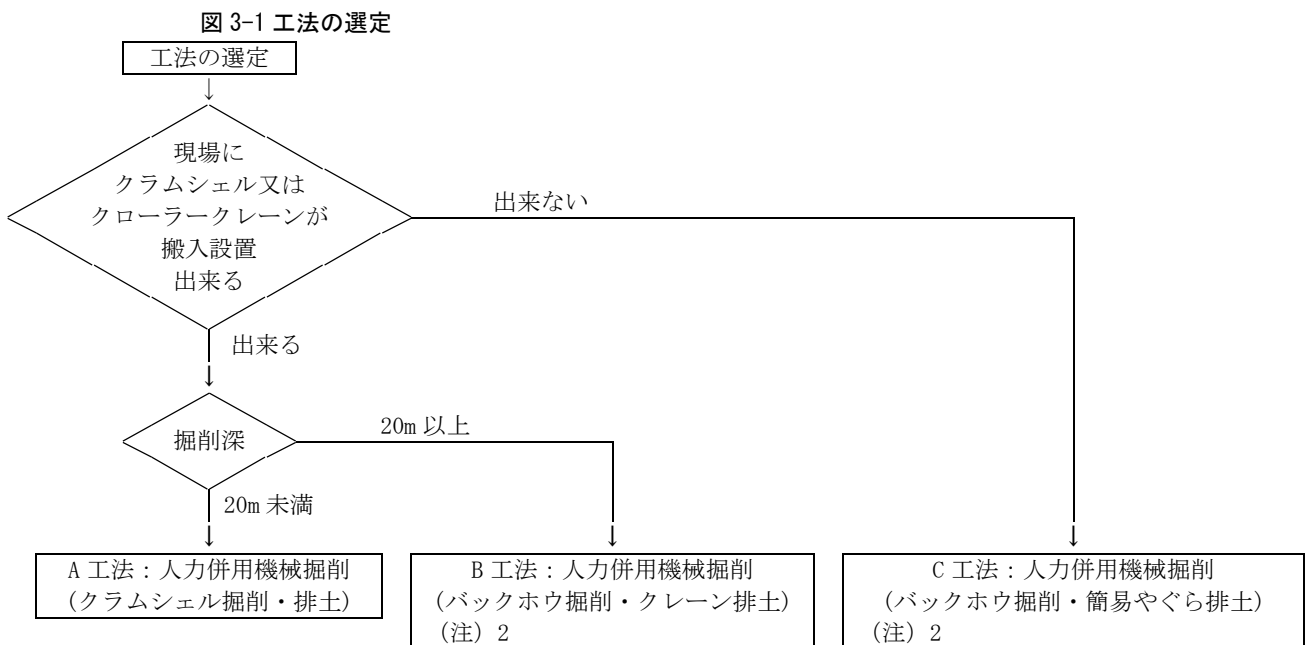 図 3-1 工法の選定
工法の選定
↓
現場に
クラムシェル又は
クローラークレーンが
搬入設置
出来る
出来ない
出来る
↓
掘削深
20m 以上
20m 未満
↓
↓
↓
A 工法：人力併用機械掘削
(クラムシェル掘削・排土)
B 工法：人力併用機械掘削
(バックホウ掘削・クレーン排土)
(注) 2
C 工法：人力併用機械掘削
(バックホウ掘削・簡易やぐら排土)
(注) 2